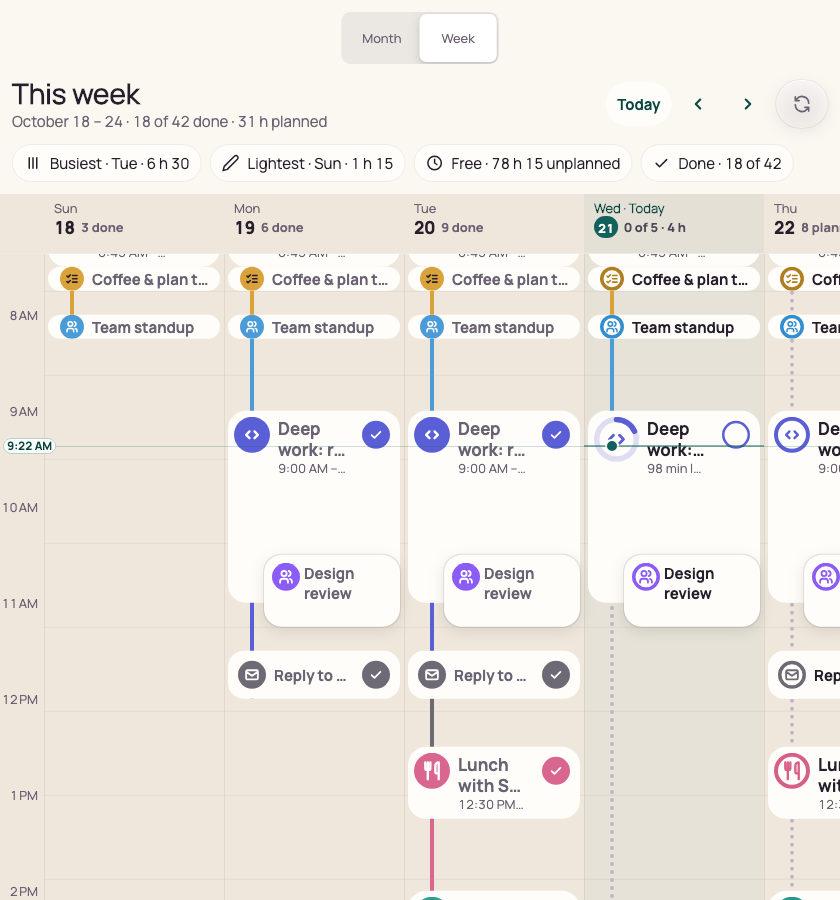 Month
Week
This week
October 18 – 24 · 18 of 42 done · 31 h planned
Today
Busiest · Tue · 6 h 30
Lightest · Sun · 1 h 15
Free · 78 h 15 unplanned
Done · 18 of 42
Sun
18 3 done
Mon
19 6 done
Tue
20 9 done
Wed · Today
21 0 of 5 · 4 h
Thu
22 8 plan
Coffee & plan t...
Coffee & plan t...
Coffee & plan t...
Coffee & plan t...
8 AM
Team standup
Team standup
Team standup
Team standup
9 AM
9:22 AM
Deep
work: r...
9:00 AM –...
Deep
work: r...
9:00 AM –...
Deep
work:...
98 min l...
10 AM
Design
review
Design
review
Design
review
11 AM
Reply to ...
Reply to ...
12 PM
Lunch
with S...
12:30 PM...
1 PM
2 PM